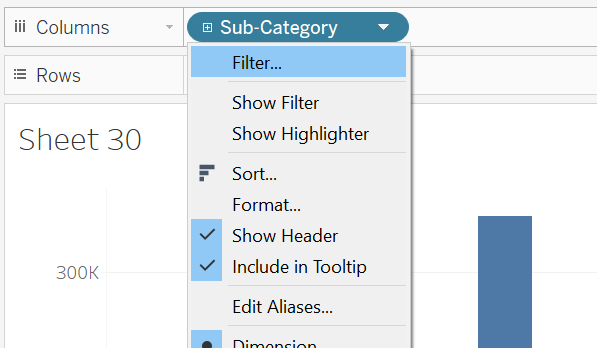 Columns
Sub-Category
Filter...
Rows
Show Filter
Show Highlighter
Sheet 30
Sort...
Format...
Show Header
300K
Include in Tooltip
Edit Aliases...
Dimension